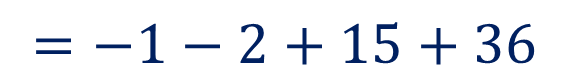 = −1 − 2 + 15 + 36